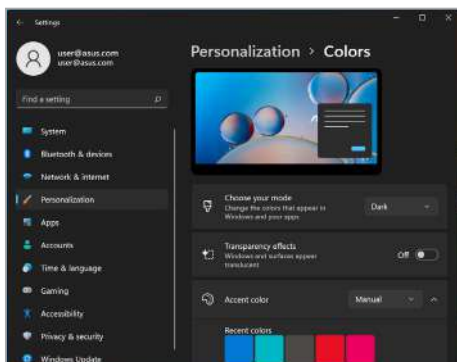 Settings
user@asus.com
user@asus.com
Find a setting
System
Bluetooth & devices
Network & internet
Personalization
Apps
Accounts
Time & language
Gaming
Accessibility
Privacy & security
Windows Update
Personalization > Colors
Choose your mode
Change the colors that appear in
Windows and your apps
Dark
Transparency effects
Windows and surfaces appear
translucent
Off
Accent color
Manual
Recent colors